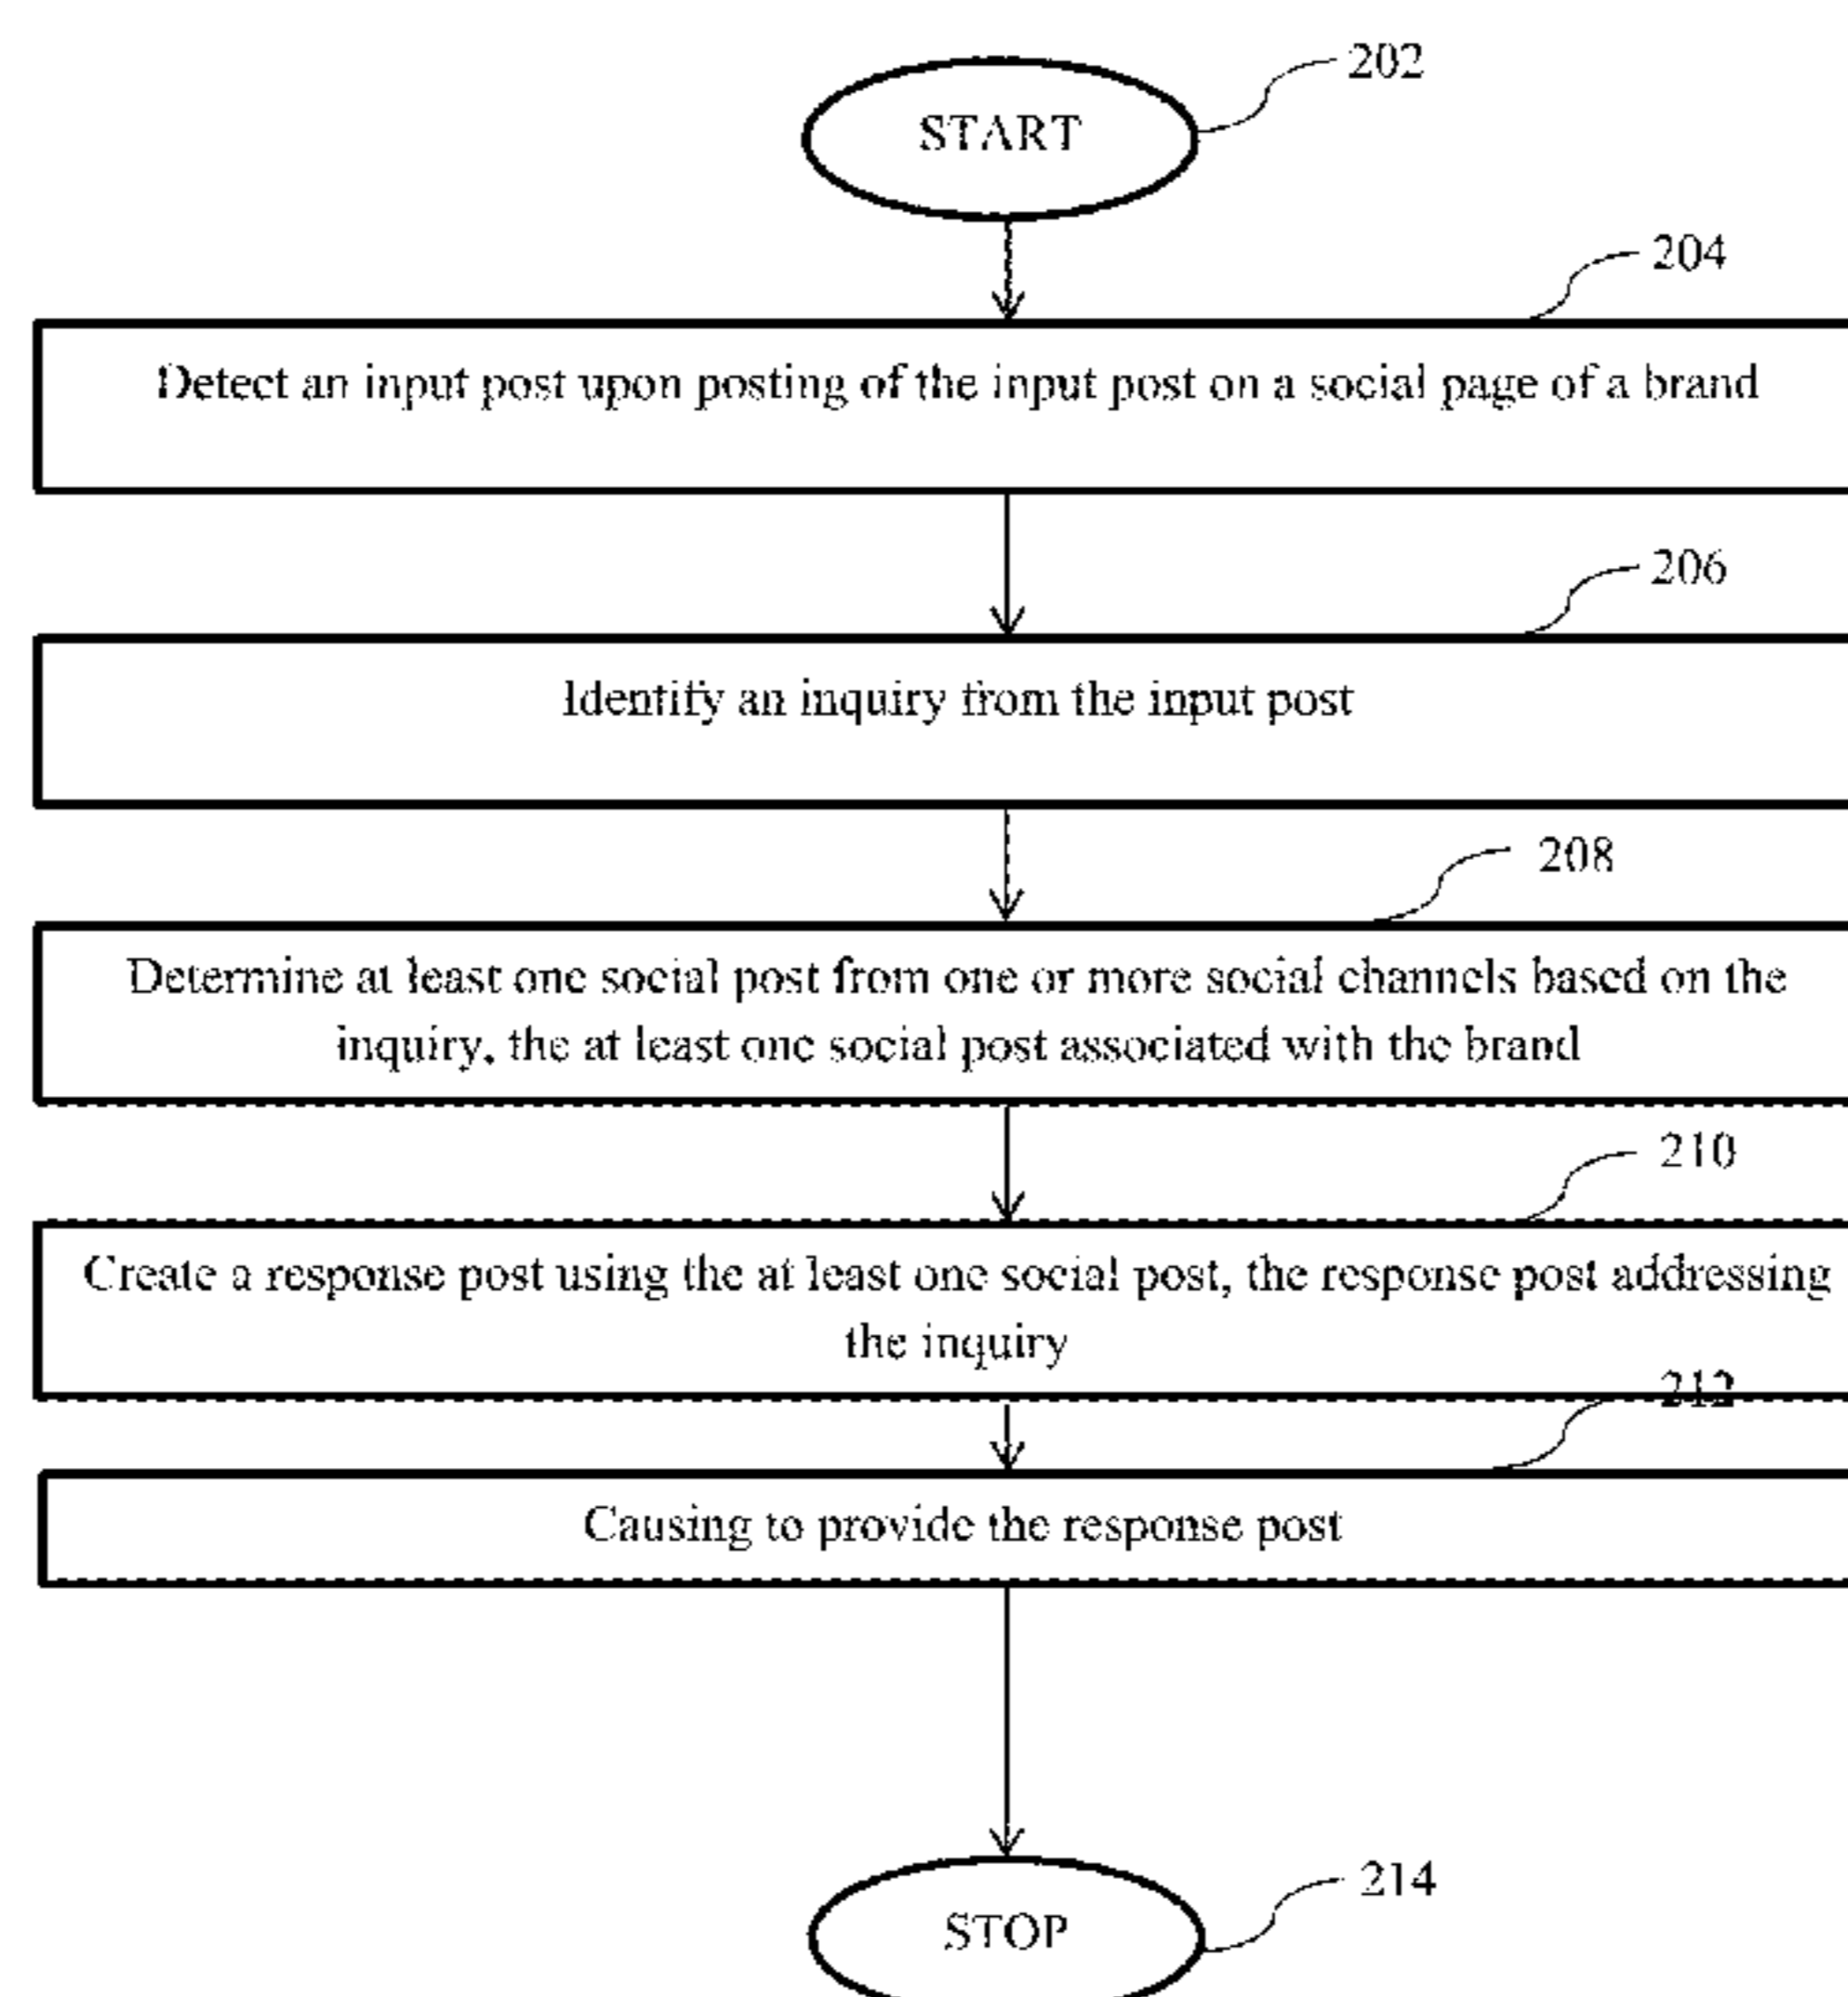 202
START
204
Detect an input post upon posting of the input post on a social page of a brand
206
Identify an inquiry from the input post
208
Determine at least one social post from one or more social channels based on the
inquiry, the at least one social post associated with the brand
210
Create a response post using the at least one social post, the response post addressing
the inquiry
212
Causing to provide the response post
214
STOP